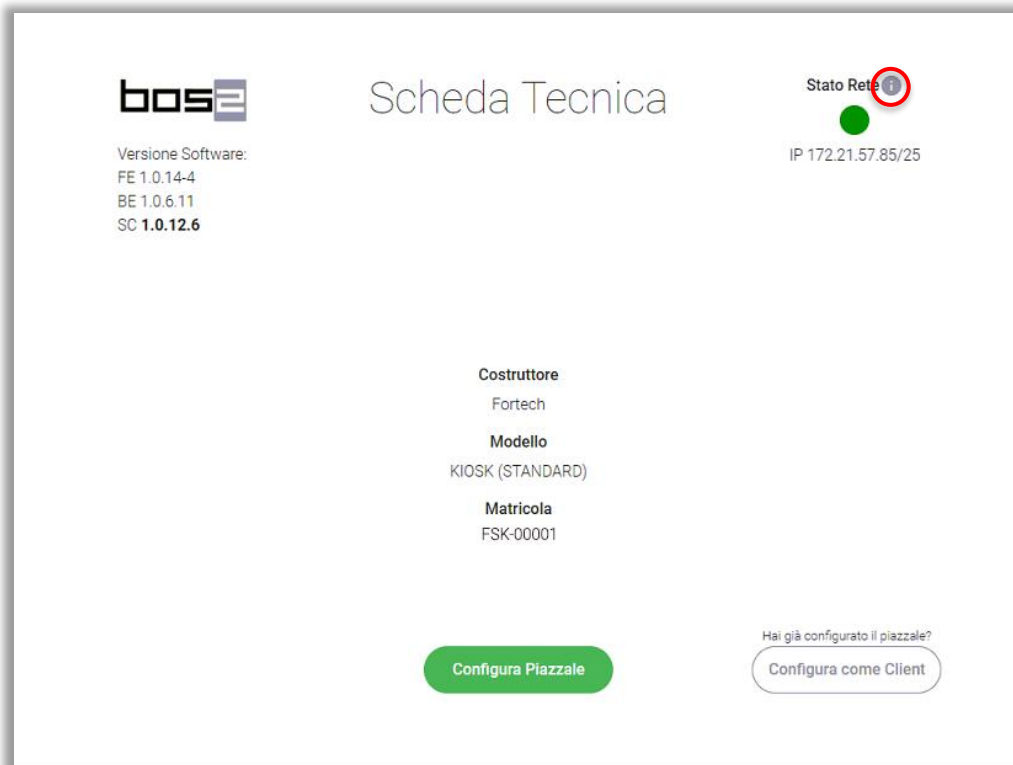 bos2
Scheda Tecnica
Stato Rete
Versione Software:
FE 1.0.14-4
BE 1.0.6.11
SC 1.0.12.6
IP 172.21.57.85/25
Costruttore
Fortech
Modello
KIOSK (STANDARD)
Matricola
FSK-00001
Configura Piazzale
Hai già configurato il piazzale?
Configura come Client